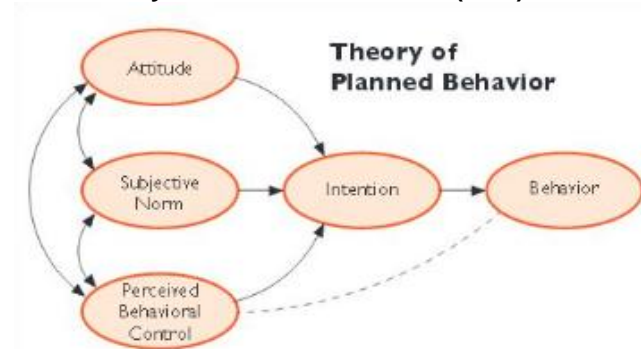 Theory of
Planned Behavior
Attitude
Subjective
Norm
Intention
Behavior
Perceived
Behavioral
Control